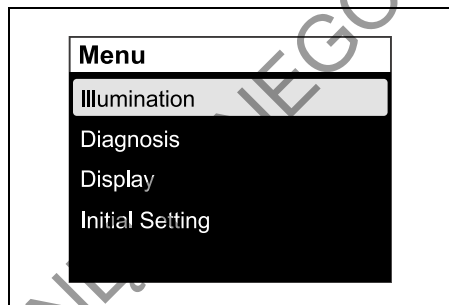 Menu
Illumination
Diagnosis
Display
Initial Setting